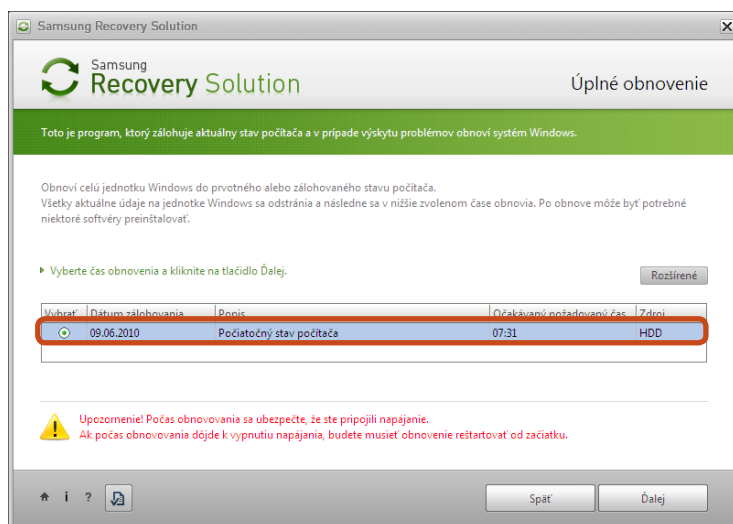 Samsung Recovery Solution
Samsung
Recovery Solution
Úplné obnovenie
Toto je program, ktorý zálohuje aktuálny stav počítača a v prípade výskytu problémov obnoví systém Windows.
Obnoví celú jednotku Windows do prvotného alebo zálohovaného stavu počítača.
Všetky aktuálne údaje na jednotke Windows sa odstránia a následne sa v nižšie zvolenom čase obnovia. Po obnove môže byť potrebné
niektoré softvéry preinštalovať.
Vyberte čas obnovenia a kliknite na tlačidlo Ďalej.
Rozšírené
Vybrať Dátum zálohovania Popis Očakávaný požadovaný čas Zdroj
09.06.2010 Počiatočný stav počítača 07:31 HDD
Upozornenie! Počas obnovovania sa ubezpečte, že ste pripojili napájanie.
Ak počas obnovovania dôjde k vypnutiu napájania, budete musieť obnovenie reštartovať od začiatku.
Späť
Ďalej